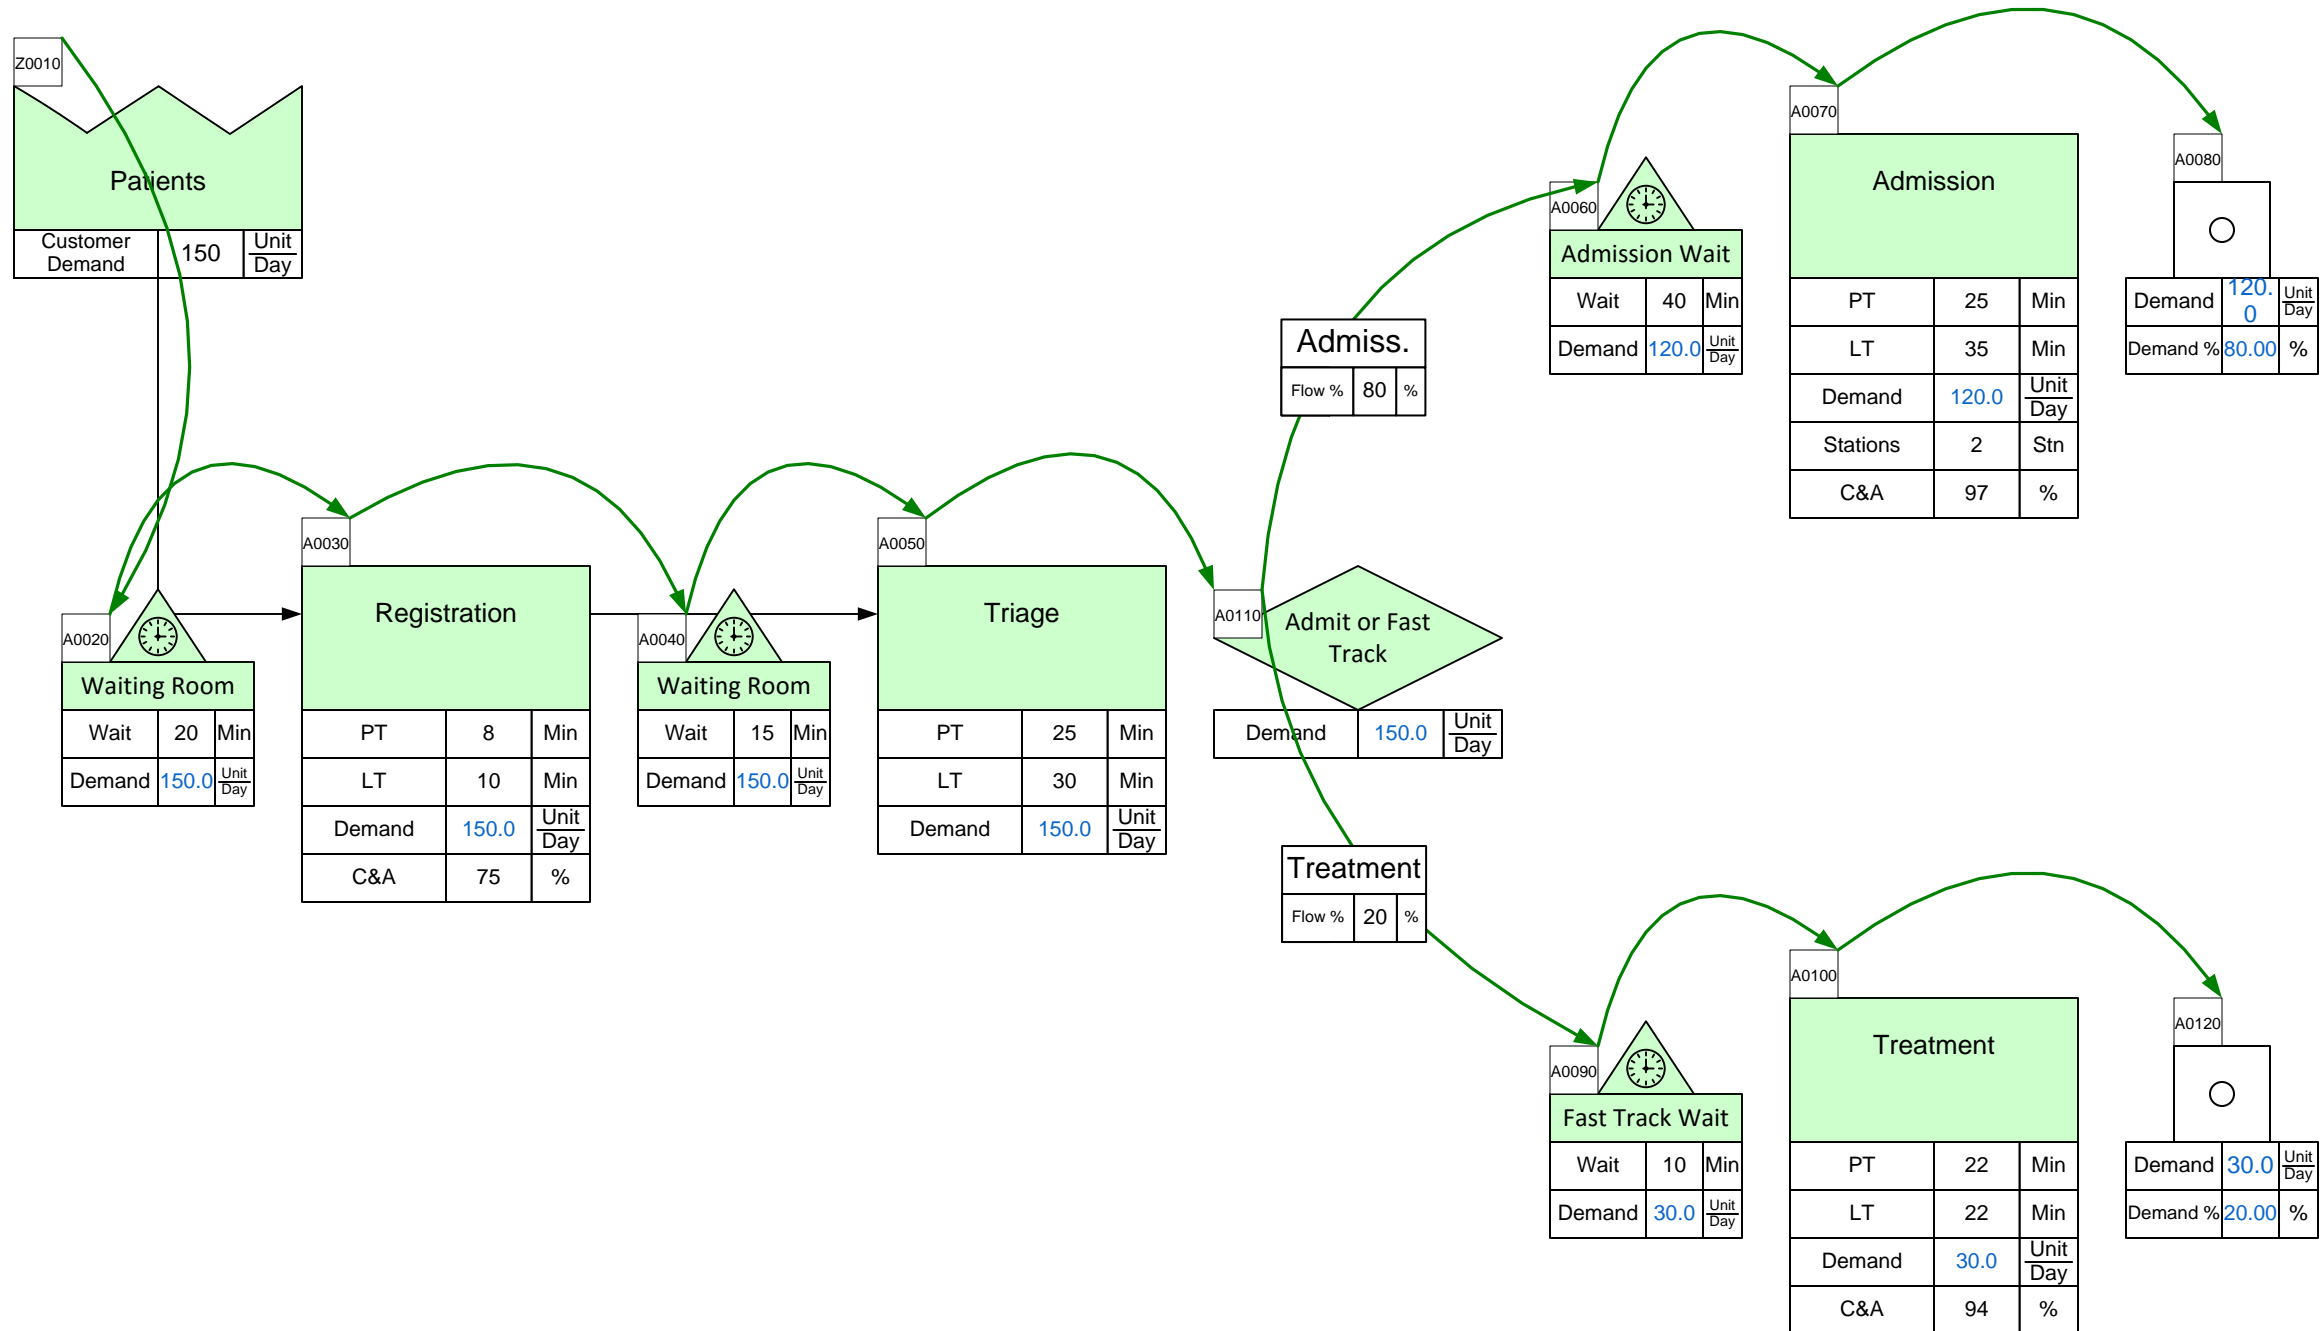 Z0010
Patients
Customer Demand 150 Unit Day
A0020
Waiting Room
Wait 20 Min
Demand 150.0 Unit Day
A0030
Registration
PT 8 Min
LT 10 Min
Demand 150.0 Unit Day
C&A 75 %
A0040
Waiting Room
Wait 15 Min
Demand 150.0 Unit Day
A0050
Triage
PT 25 Min
LT 30 Min
Demand 150.0 Unit Day
A0110
Admit or Fast
Track
Demand 150.0 Unit Day
Admiss.
Flow % 80 %
A0060
Admission Wait
Wait 40 Min
Demand 120.0 Unit Day
A0070
Admission
PT 25 Min
LT 35 Min
Demand 120.0 Unit Day
Stations 2 Stn
C&A 97 %
A0080
Demand 120.0 Unit Day
Demand % 80.00 %
Treatment
Flow % 20 %
A0090
Fast Track Wait
Wait 10 Min
Demand 30.0 Unit Day
A0100
Treatment
PT 22 Min
LT 22 Min
Demand 30.0 Unit Day
C&A 94 %
A0120
Demand 30.0 Unit Day
Demand % 20.00 %